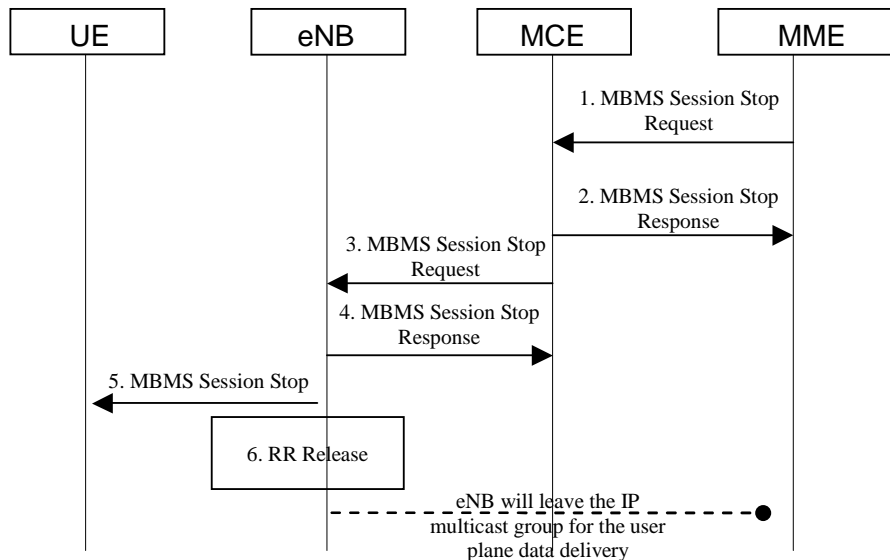 UE
eNB
MCE
MME
1. MBMS Session Stop
Request
2. MBMS Session Stop
Response
3. MBMS Session Stop
Request
4. MBMS Session Stop
Response
5. MBMS Session Stop
6. RR Release
eNB will leave the IP
multicast group for the user
plane data delivery